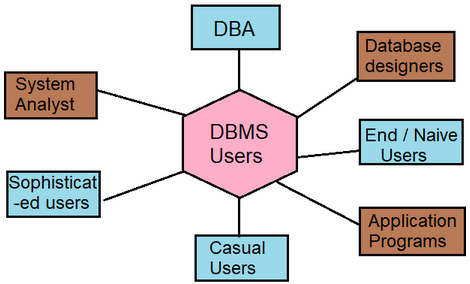 DBA
Database
designers
System
Analyst
DBMS
Users
End / Naive
Users
Sophisticat
-ed users
Application
Programs
Casual
Users